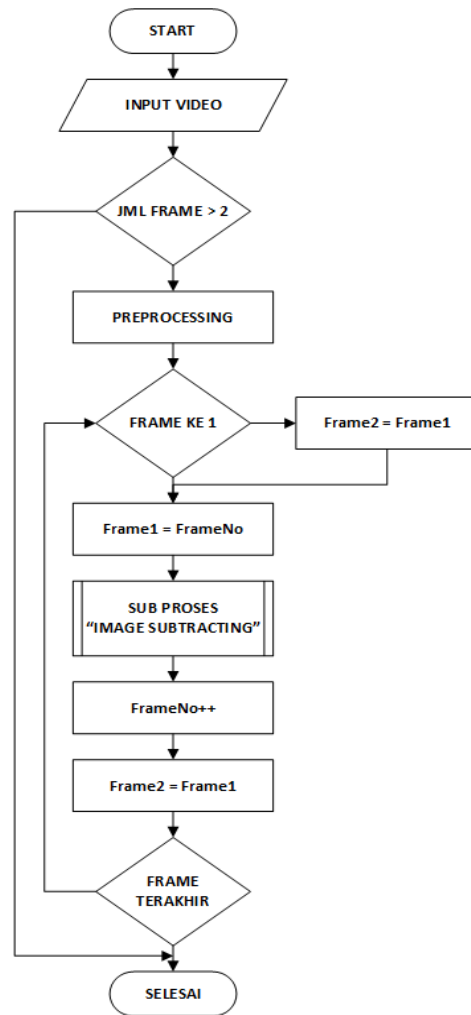 START
INPUT VIDEO
JML FRAME > 2
PREPROCESSING
FRAME KE 1
Frame2 = Frame1
Frame1 = FrameNo
SUB PROSES
“IMAGE SUBTRACTING”
FrameNo++
Frame2 = Frame1
FRAME
TERAKHIR
SELESAI